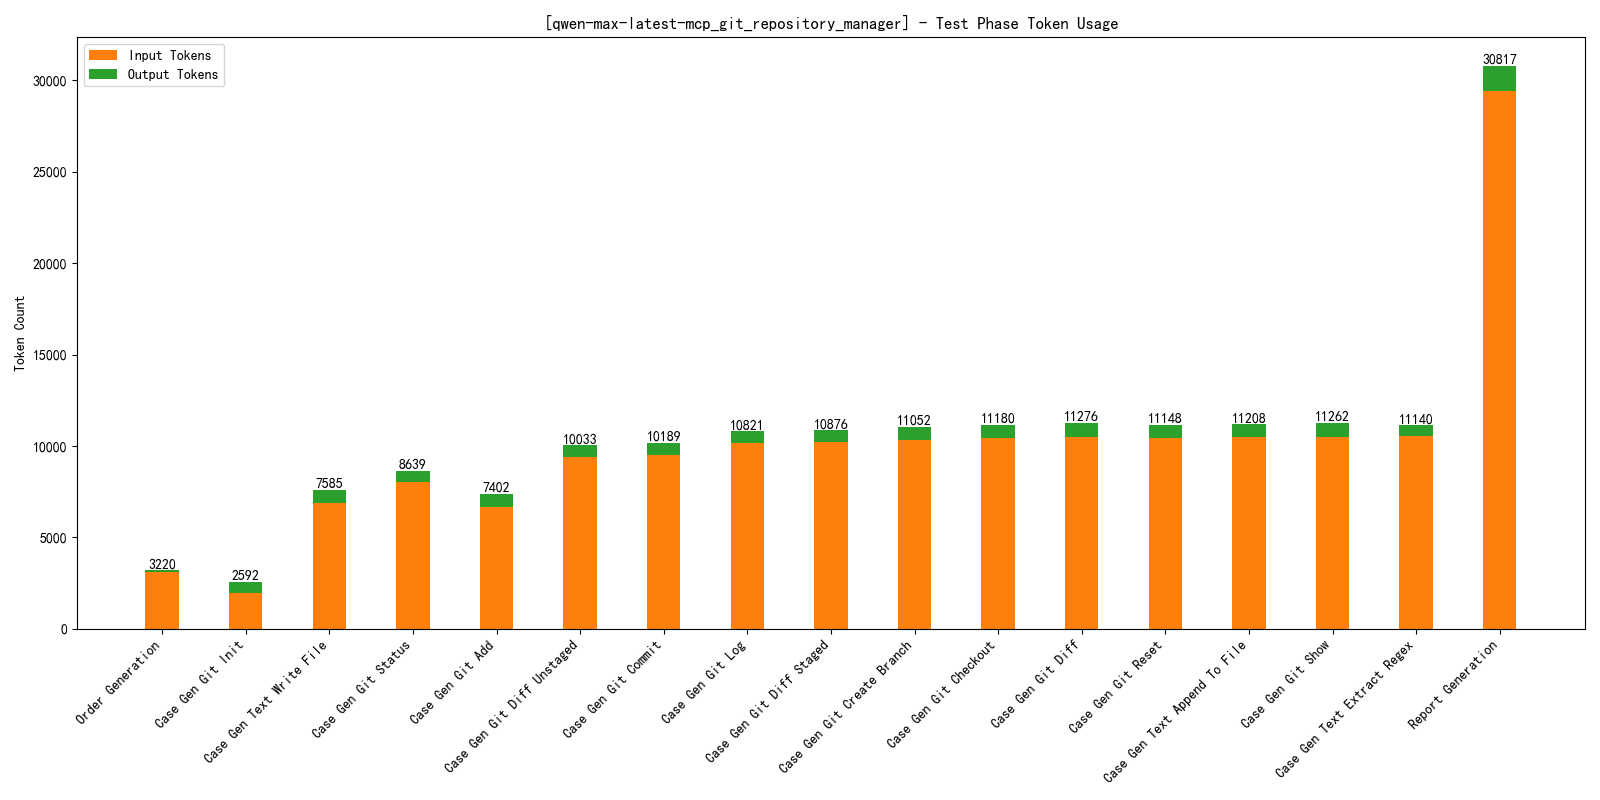 [qwen-max-latest-mcp_git_repository_manager] - Test Phase Token Usage
Input Tokens
Output Tokens
Token Count
30000
25000
20000
15000
10000
5000
0
3220
2592
7585
8639
7402
10033
10189
10821
10876
11052
11180
11276
11148
11208
11262
11140
30817
Order Generation
Case Gen Git Init
Case Gen Text Write File
Case Gen Git Status
Case Gen Git Add
Case Gen Git Diff Unstaged
Case Gen Git Commit
Case Gen Git Log
Case Gen Git Diff Staged
Case Gen Git Create Branch
Case Gen Git Checkout
Case Gen Git Diff
Case Gen Git Reset
Case Gen Text Append To File
Case Gen Git Show
Case Gen Text Extract Regex
Report Generation